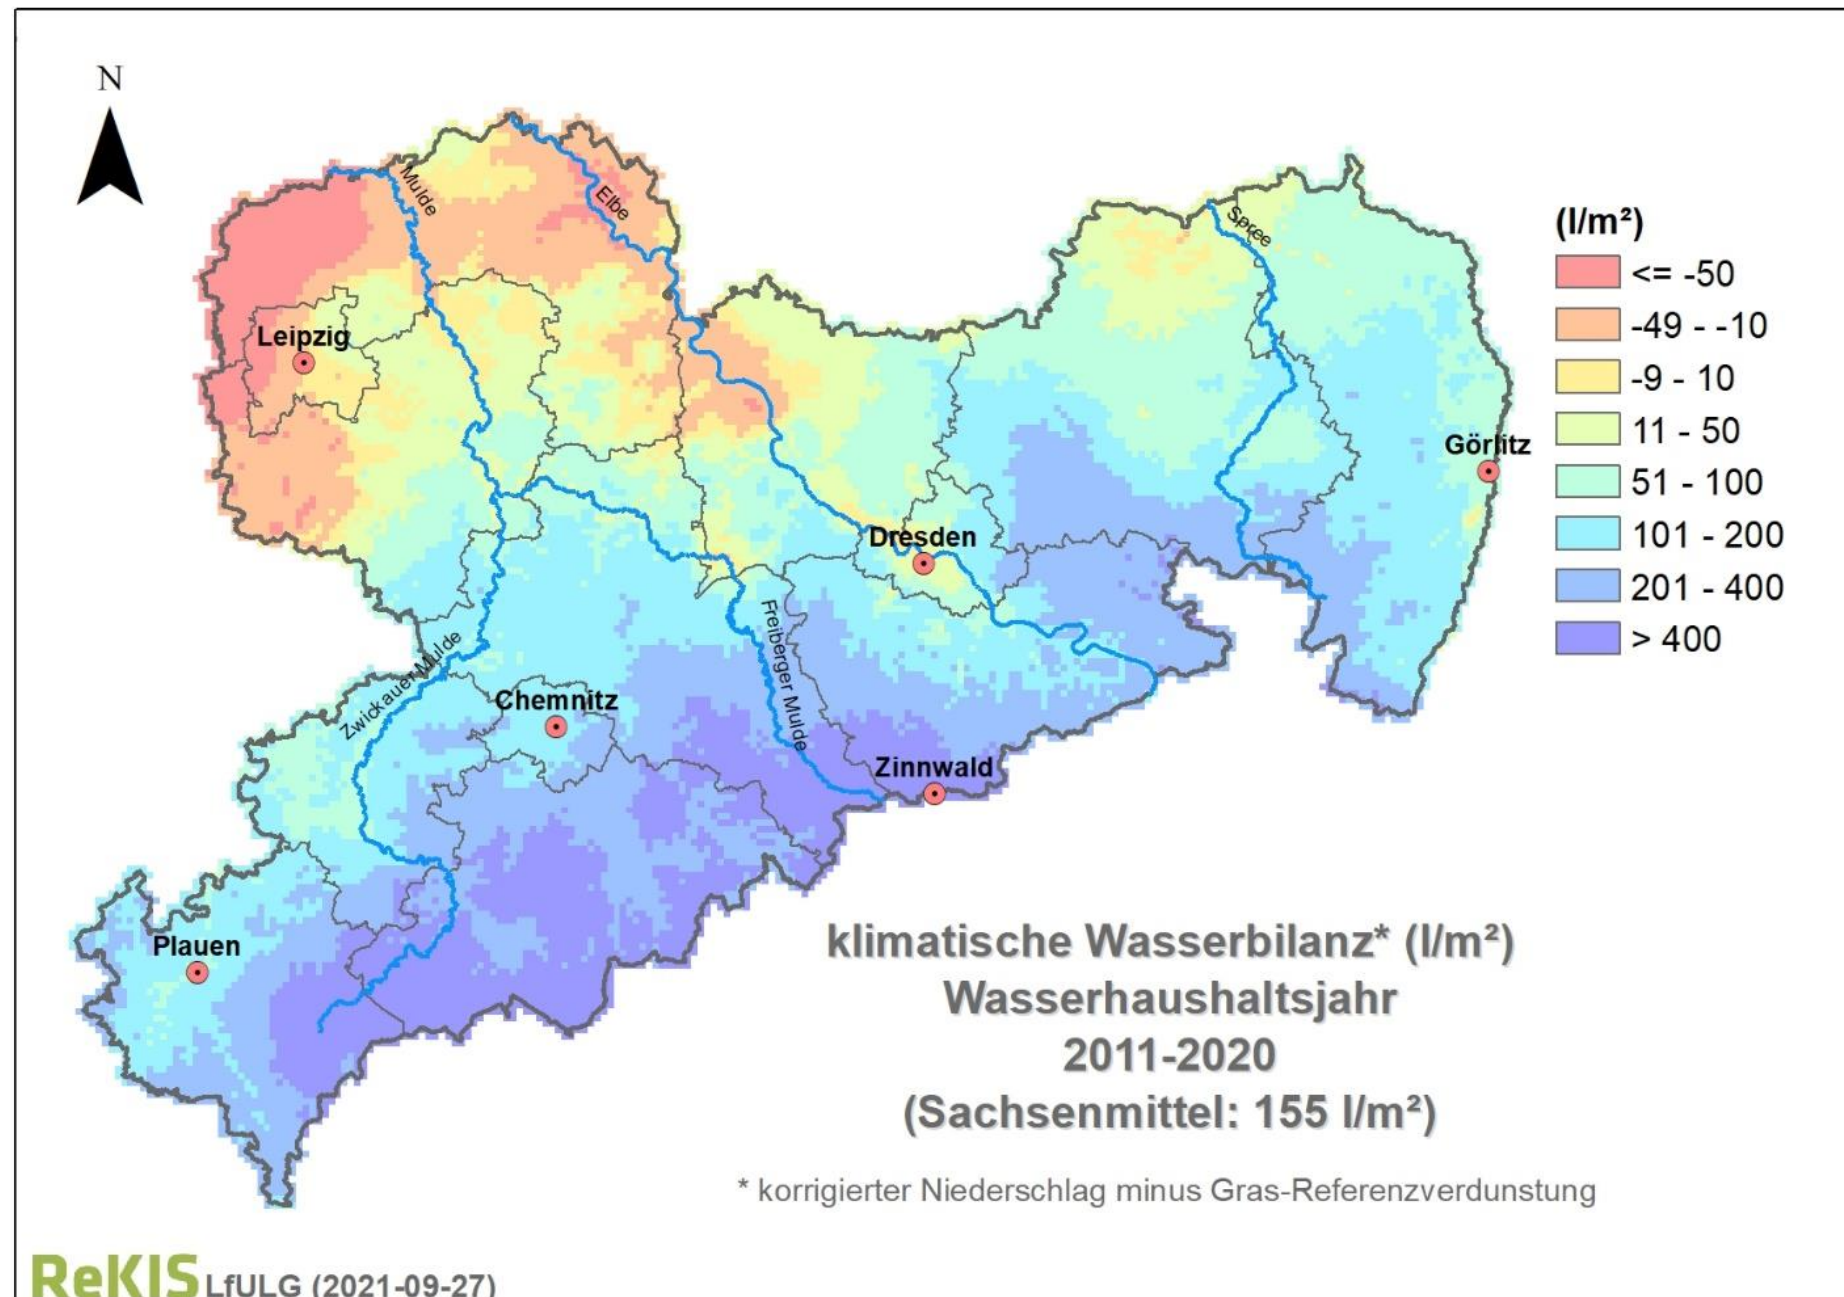 N
Mulde
Elbe
Spree
(l/m²)
<= -50
-49 - -10
-9 - 10
11 - 50
51 - 100
101 - 200
201 - 400
> 400
Leipzig
Görlitz
Dresden
Freiberger Mulde
Zwickauer Mulde
Chemnitz
Zinnwald
Plauen
klimatische Wasserbilanz* (l/m²)
Wasserhaushaltsjahr
2011-2020
(Sachsenmittel: 155 l/m²)
* korrigierter Niederschlag minus Gras-Referenzverdunstung
ReKIS LfULG (2021-09-27)